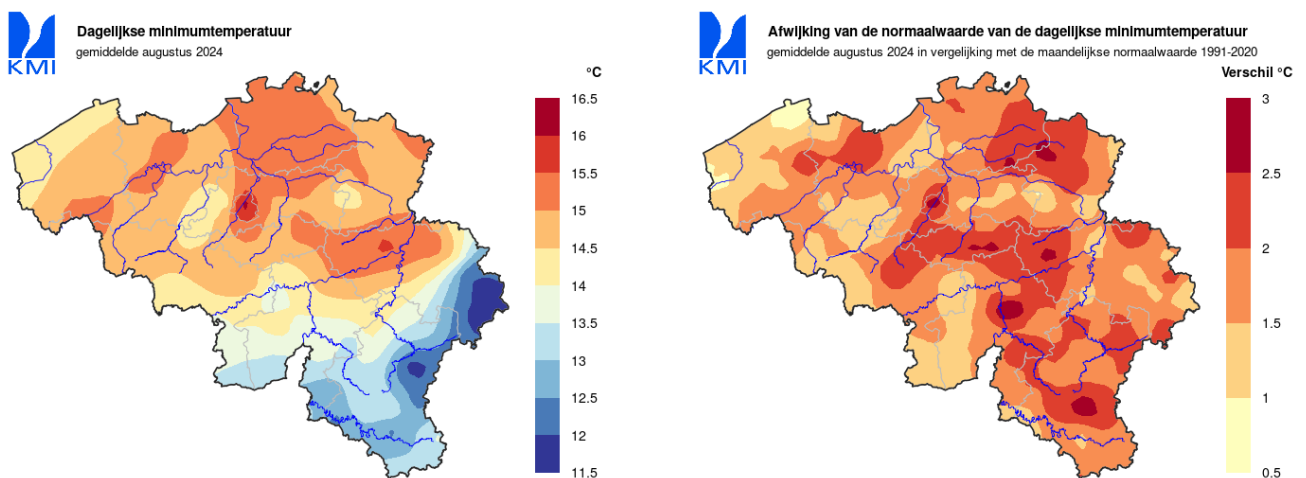 KMI
Dagelijkse minimumtemperatuur
gemiddelde augustus 2024
°C
16.5
16
15.5
15
14.5
14
13.5
13
12.5
12
11.5
KMI
Afwijking van de normaalwaarde van de dagelijkse minimumtemperatuur
gemiddelde augustus 2024 in vergelijking met de maandelijkse normaalwaarde 1991-2020
Verschil °C
3
2.5
2
1.5
1
0.5